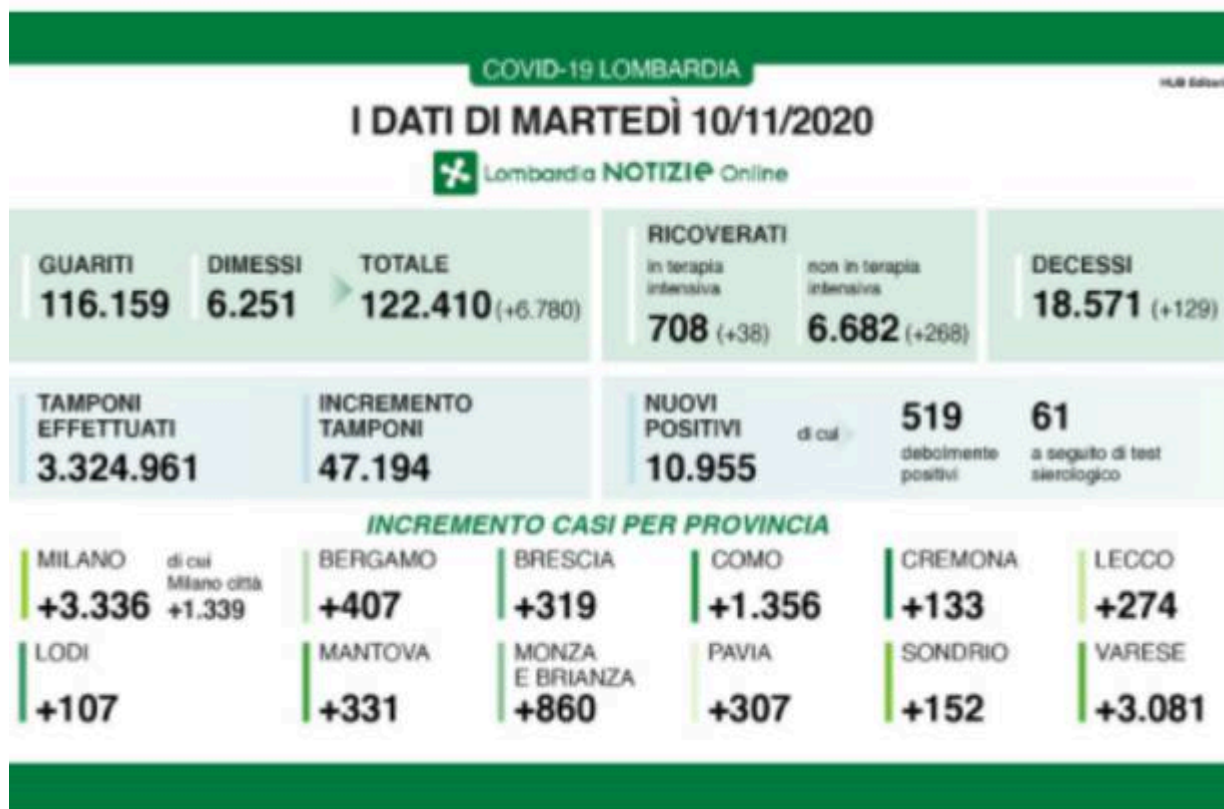 COVID-19 LOMBARDIA
I DATI DI MARTEDÌ 10/11/2020
Lombardia NOTIZIe Online
GUARITI
116.159
DIMESSI
6.251
TOTALE
122.410 (+6.780)
RICOVERATI
in terapia
intensiva
708 (+38)
non in terapia
intensiva
6.682 (+268)
DECESSI
18.571 (+129)
TAMPONI
EFFETTUATI
3.324.961
INCREMENTO
TAMPONI
47.194
NUOVI
POSITIVI
10.955
di cui
519
debolmente
positivi
61
a seguito di test
sierologico
INCREMENTO CASI PER PROVINCIA
MILANO
+3.336
di cui
Milano città
+1.339
BERGAMO
+407
BRESCIA
+319
COMO
+1.356
CREMONA
+133
LECCO
+274
LODI
+107
MANTOVA
+331
MONZA
E BRIANZA
+860
PAVIA
+307
SONDRIO
+152
VARESE
+3.081